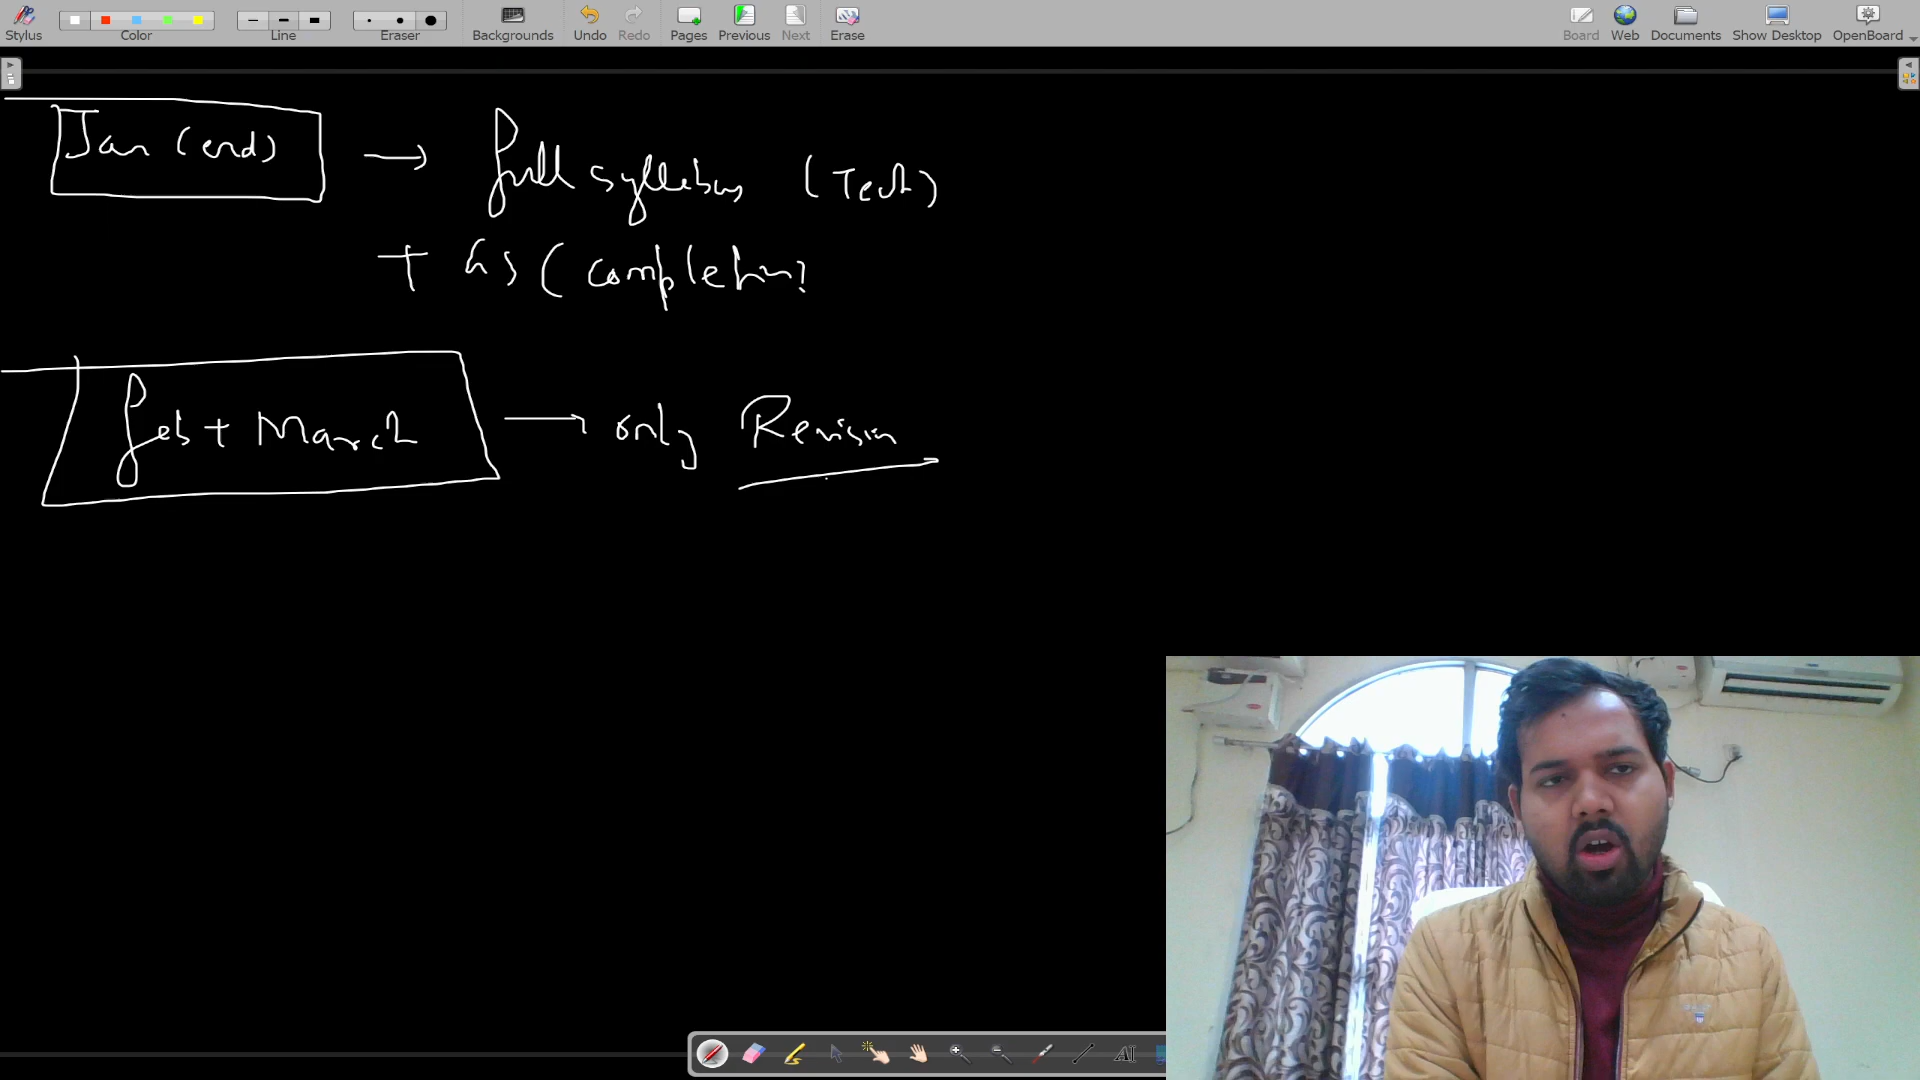 Stylus Color Line Eraser Backgrounds Undo Redo Pages Previous Next Erase Board Web Documents Show Desktop OpenBoard
Jan (end) → full syllabus (Tech)
+ GS (completion)
Feb + March → only Revision